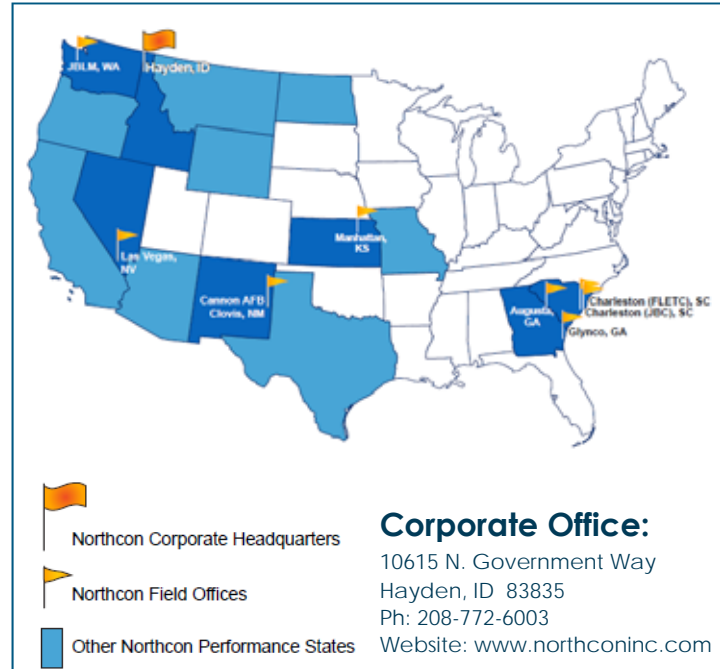 JBLM, WA
Hayden, ID
Manhattan,
KS
Las Vegas,
NV
Cannon AFB
Clovis, NM
Augusta,
GA
Charleston (FLETC), SC
Charleston (JBC), SC
Glynco, GA
Northcon Corporate Headquarters
Northcon Field Offices
Other Northcon Performance States
Corporate Office:
10615 N. Government Way
Hayden, ID 83835
Ph: 208-772-6003
Website: www.northconinc.com